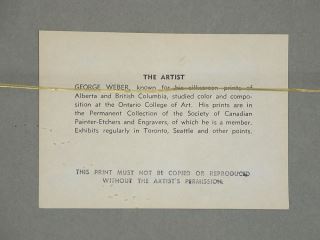 THE ARTIST
GEORGE WEBER, known for his silkscreen prints of
Alberta and British Columbia, studied color and compo-
sition at the Ontario College of Art. His prints are in
the Permanent Collection of the Society of Canadian
Painter-Etchers and Engravers, of which he is a member.
Exhibits regularly in Toronto, Seattle and other points.
THIS PRINT MUST NOT BE COPIED OR REPRODUCED
WITHOUT THE ARTIST'S PERMISSION.